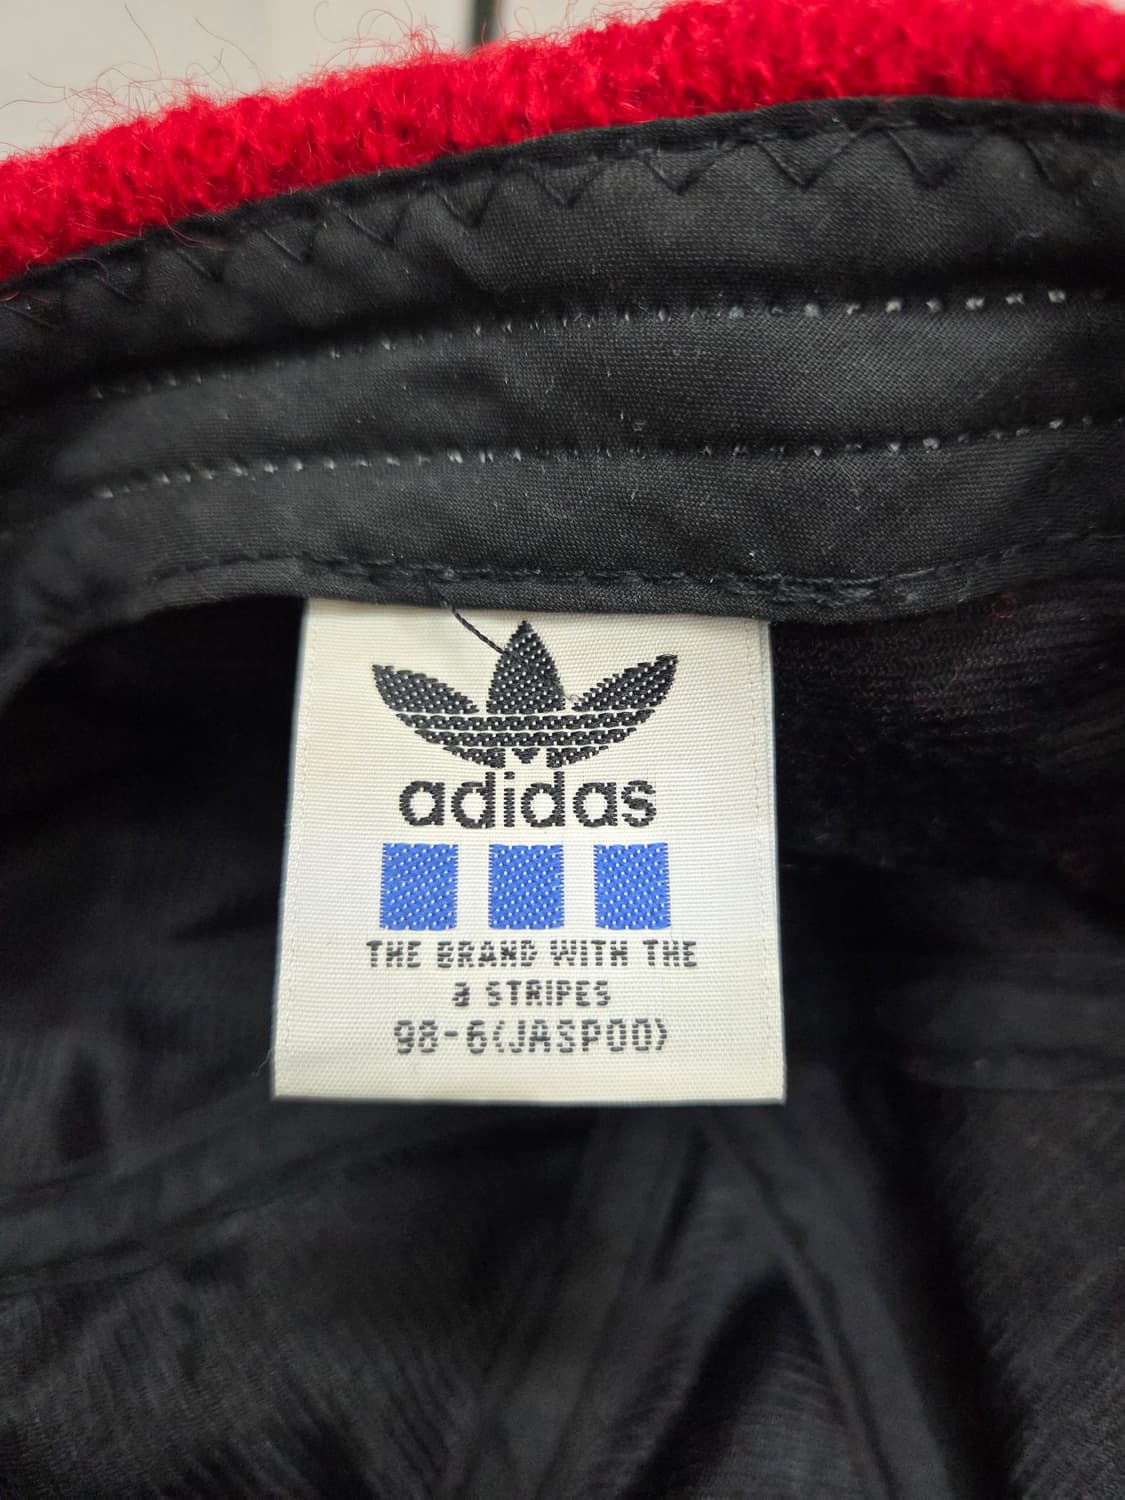 adidas
THE BRAND WITH THE
3 STRIPES
98-6(JASPOO)